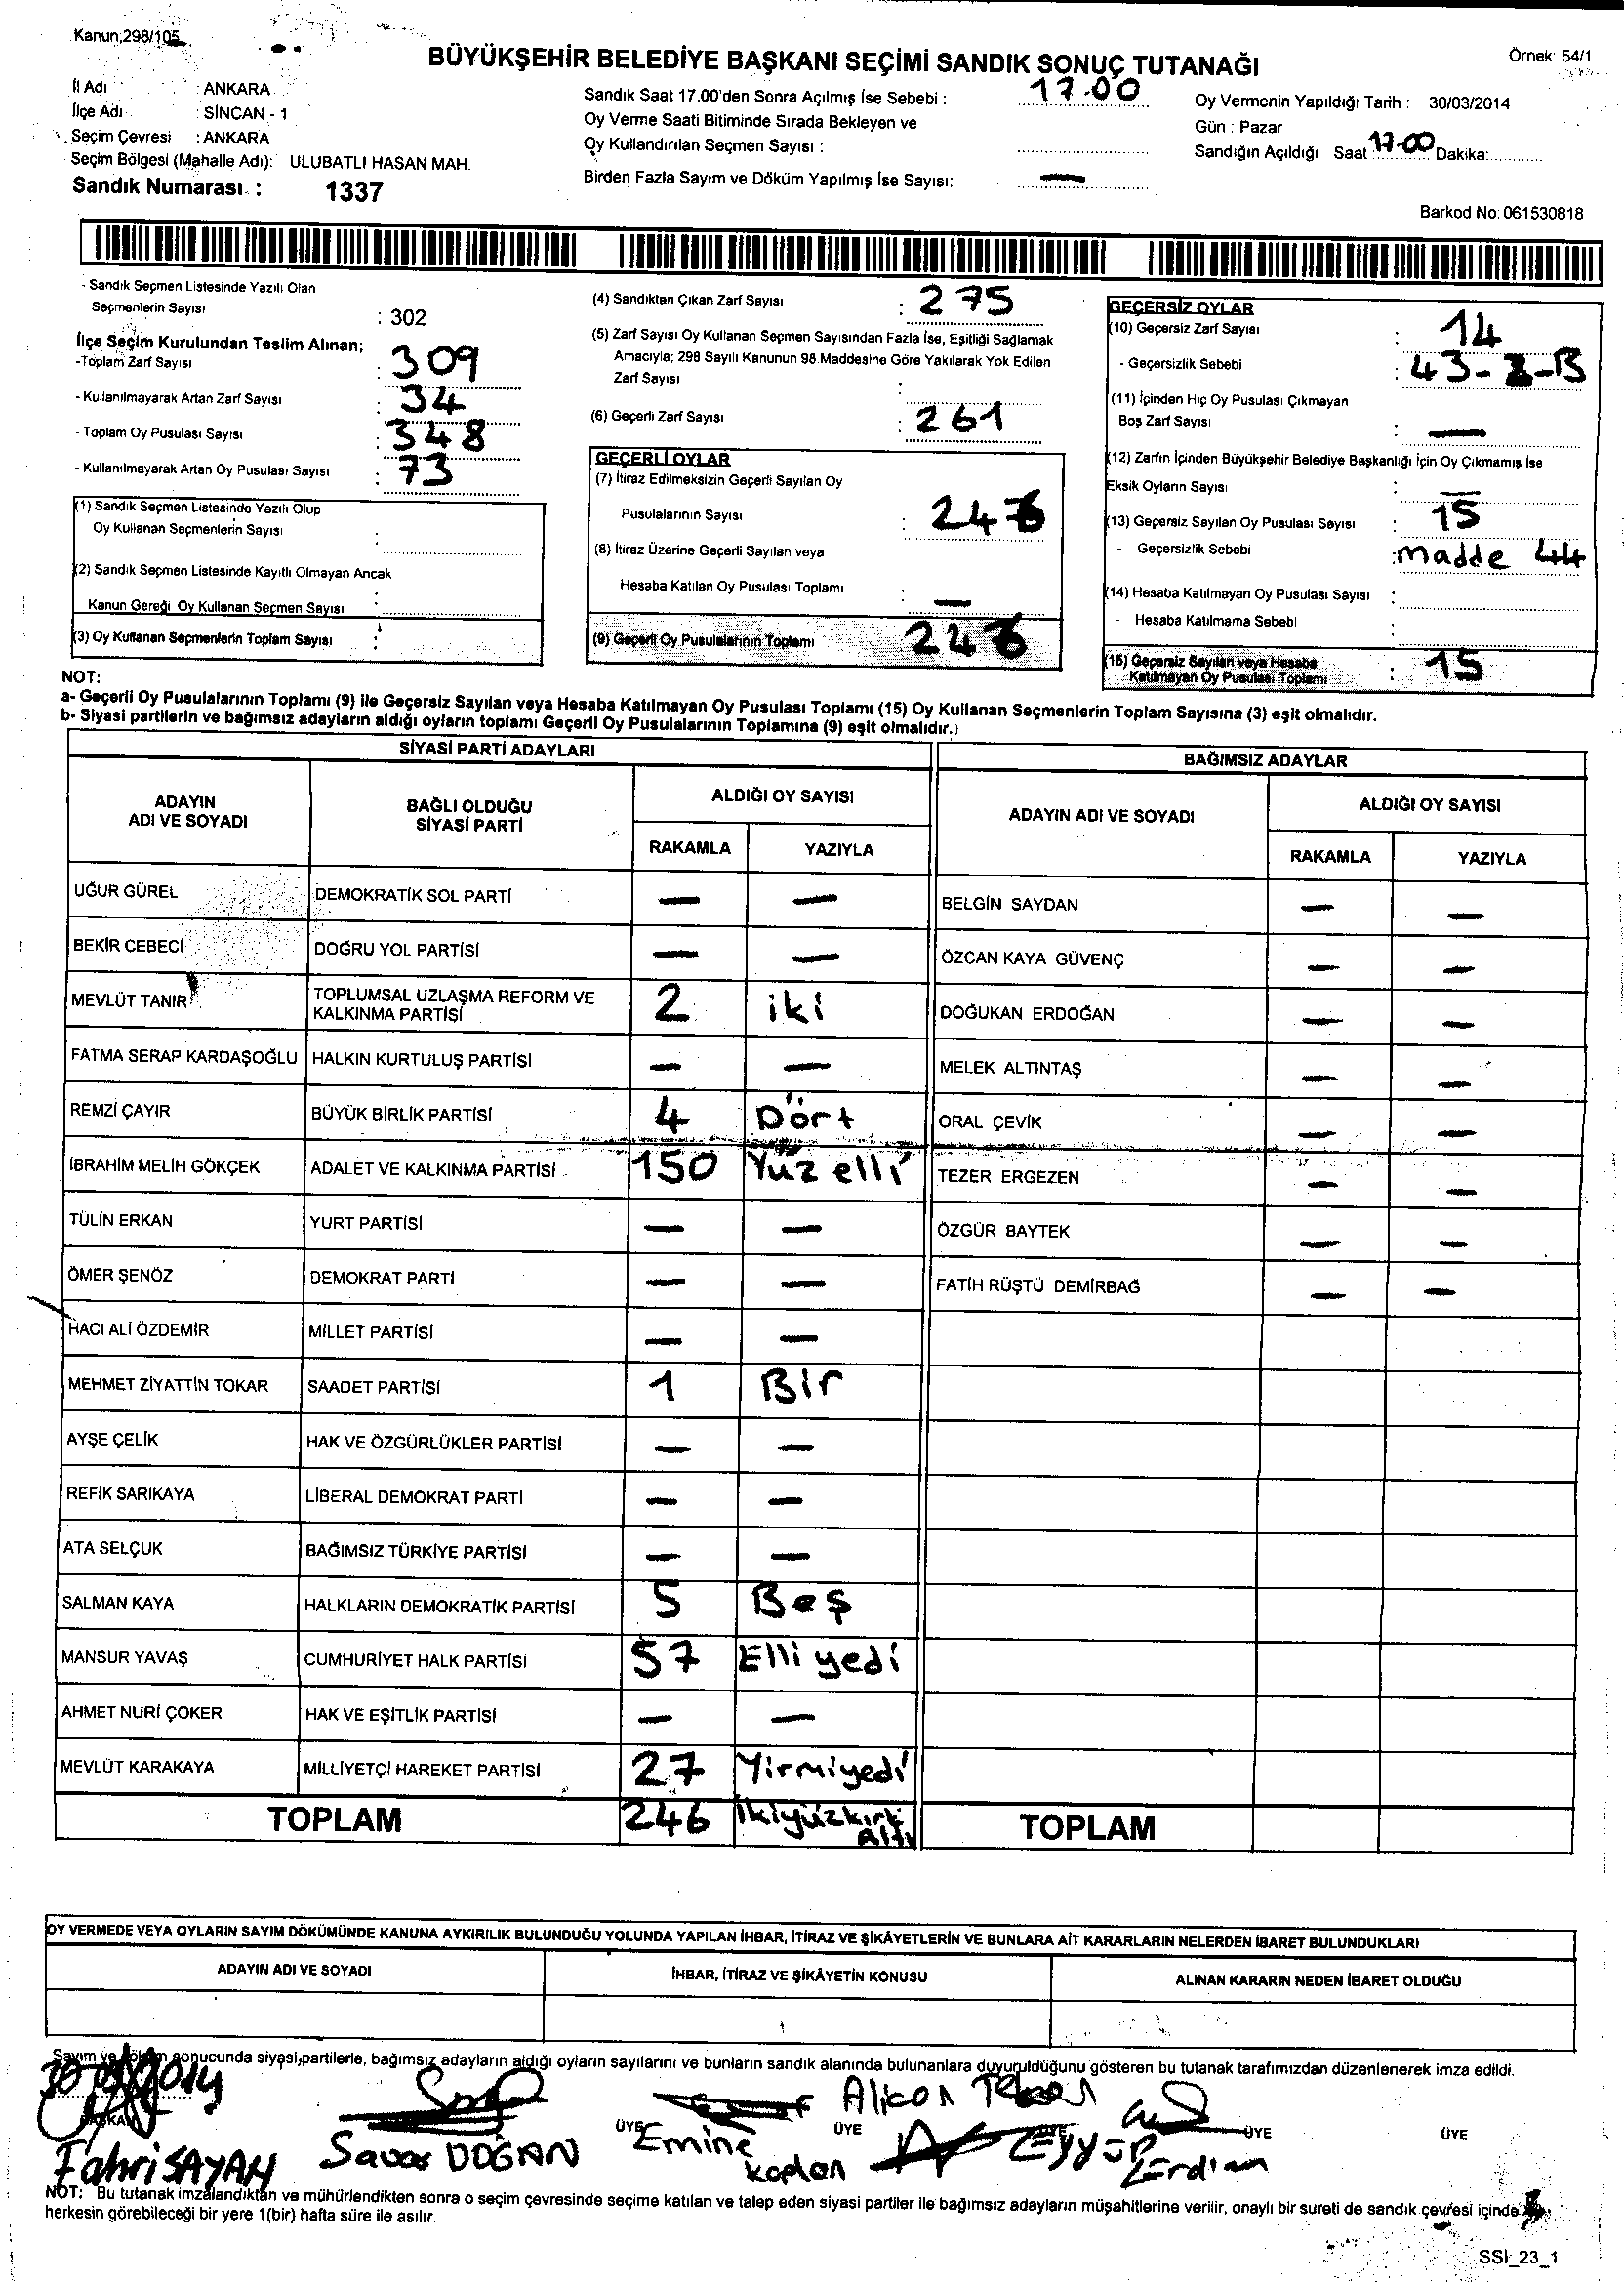 Kanun,298/105
BÜYÜKŞEHİR BELEDİYE BAŞKANI SEÇİMİ SANDIK SONUÇ TUTANAĞI
Örnek: 54/1
İl Adı : ANKARA
İlçe Adı : SİNCAN - 1
Seçim Çevresi : ANKARA
Seçim Bölgesi (Mahalle Adı): ULUBATLI HASAN MAH.
Sandık Numarası : 1337
Sandık Saat 17.00'den Sonra Açılmış İse Sebebi : 17.00
Oy Verme Saati Bitiminde Sırada Bekleyen ve
Oy Kullandırılan Seçmen Sayısı :
Birden Fazla Sayım ve Döküm Yapılmış İse Sayısı: —
Oy Vermenin Yapıldığı Tarih : 30/03/2014
Gün : Pazar
Sandığın Açıldığı Saat 17.00 Dakika:
Barkod No: 061530818
- Sandık Seçmen Listesinde Yazılı Olan
Seçmenlerin Sayısı : 302
İlçe Seçim Kurulundan Teslim Alınan;
-Toplam Zarf Sayısı : 309
- Kullanılmayarak Artan Zarf Sayısı : 34
- Toplam Oy Pusulası Sayısı : 348
- Kullanılmayarak Artan Oy Pusulası Sayısı : 73
(1) Sandık Seçmen Listesinde Yazılı Olup
Oy Kullanan Seçmenlerin Sayısı :
(2) Sandık Seçmen Listesinde Kayıtlı Olmayan Ancak
Kanun Gereği Oy Kullanan Seçmen Sayısı :
(3) Oy Kullanan Seçmenlerin Toplam Sayısı :
(4) Sandıktan Çıkan Zarf Sayısı : 275
(5) Zarf Sayısı Oy Kullanan Seçmen Sayısından Fazla İse, Eşitliği Sağlamak
Amacıyla; 298 Sayılı Kanunun 98.Maddesine Göre Yakılarak Yok Edilen
Zarf Sayısı :
(6) Geçerli Zarf Sayısı : 261
GEÇERLİ OYLAR
(7) İtiraz Edilmeksizin Geçerli Sayılan Oy
Pusulalarının Sayısı : 246
(8) İtiraz Üzerine Geçerli Sayılan veya
Hesaba Katılan Oy Pusulası Toplamı : —
(9) Geçerli Oy Pusulalarının Toplamı 246
GEÇERSİZ OYLAR
(10) Geçersiz Zarf Sayısı : 14
- Geçersizlik Sebebi : 43-
(11) İçinden Hiç Oy Pusulası Çıkmayan
Boş Zarf Sayısı : —
(12) Zarfın İçinden Büyükşehir Belediye Başkanlığı İçin Oy Çıkmamış İse
Eksik Oyların Sayısı : —
(13) Geçersiz Sayılan Oy Pusulası Sayısı : 15
- Geçersizlik Sebebi : madde 44
(14) Hesaba Katılmayan Oy Pusulası Sayısı :
- Hesaba Katılmama Sebebi :
(15) Geçersiz Sayılan veya Hesaba
Katılmayan Oy Pusulası Toplamı : 15
NOT:
a- Geçerli Oy Pusulalarının Toplamı (9) ile Geçersiz Sayılan veya Hesaba Katılmayan Oy Pusulası Toplamı (15) Oy Kullanan Seçmenlerin Toplam Sayısına (3) eşit olmalıdır.
b- Siyasi partilerin ve bağımsız adayların aldığı oyların toplamı Geçerli Oy Pusulalarının Toplamına (9) eşit olmalıdır.)
SİYASİ PARTİ ADAYLARI BAĞIMSIZ ADAYLAR
ADAYIN ADI VE SOYADI BAĞLI OLDUĞU SİYASİ PARTİ ALDIĞI OY SAYISI ADAYIN ADI VE SOYADI ALDIĞI OY SAYISI
RAKAMLA YAZIYLA RAKAMLA YAZIYLA
UĞUR GÜREL DEMOKRATİK SOL PARTİ — — BELGİN SAYDAN — —
BEKİR CEBECİ DOĞRU YOL PARTİSİ — — ÖZCAN KAYA GÜVENÇ — —
MEVLÜT TANIR TOPLUMSAL UZLAŞMA REFORM VE KALKINMA PARTİSİ 2 iki DOĞUKAN ERDOĞAN — —
FATMA SERAP KARDAŞOĞLU HALKIN KURTULUŞ PARTİSİ — — MELEK ALTINTAŞ — —
REMZİ ÇAYIR BÜYÜK BİRLİK PARTİSİ 4 Dört ORAL ÇEVİK — —
İBRAHİM MELİH GÖKÇEK ADALET VE KALKINMA PARTİSİ 150 Yüz elli TEZER ERGEZEN — —
TÜLİN ERKAN YURT PARTİSİ — — ÖZGÜR BAYTEK — —
ÖMER ŞENÖZ DEMOKRAT PARTİ — — FATİH RÜŞTÜ DEMİRBAĞ — —
HACI ALİ ÖZDEMİR MİLLET PARTİSİ — —
MEHMET ZİYATTİN TOKAR SAADET PARTİSİ 1 Bir
AYŞE ÇELİK HAK VE ÖZGÜRLÜKLER PARTİSİ — —
REFİK SARIKAYA LİBERAL DEMOKRAT PARTİ — —
ATA SELÇUK BAĞIMSIZ TÜRKİYE PARTİSİ — —
SALMAN KAYA HALKLARIN DEMOKRATİK PARTİSİ 5 Beş
MANSUR YAVAŞ CUMHURİYET HALK PARTİSİ 57 Elli yedi
AHMET NURİ ÇOKER HAK VE EŞİTLİK PARTİSİ — —
MEVLÜT KARAKAYA MİLLİYETÇİ HAREKET PARTİSİ 27 Yirmiyedi
TOPLAM 246 ikiyüzkırk Altı TOPLAM
OY VERMEDE VEYA OYLARIN SAYIM DÖKÜMÜNDE KANUNA AYKIRILIK BULUNDUĞU YOLUNDA YAPILAN İHBAR, İTİRAZ VE ŞİKÂYETLERİN VE BUNLARA AİT KARARLARIN NELERDEN İBARET BULUNDUKLARI
ADAYIN ADI VE SOYADI İHBAR, İTİRAZ VE ŞİKÂYETİN KONUSU ALINAN KARARIN NEDEN İBARET OLDUĞU
Sayım ve döküm sonucunda siyasi partilerle, bağımsız adayların aldığı oyların sayılarını ve bunların sandık alanında bulunanlara duyurulduğunu gösteren bu tutanak tarafımızdan düzenlenerek imza edildi.
BAŞKAN ÜYE ÜYE ÜYE ÜYE
Fahri SAYAH Savaş DOĞAN Emine Kaplan Alican Eyyüp
NOT: Bu tutanak imzalandıktan ve mühürlendikten sonra o seçim çevresinde seçime katılan ve talep eden siyasi partiler ile bağımsız adayların müşahitlerine verilir, onaylı bir sureti de sandık çevresi içinde
herkesin görebileceği bir yere 1(bir) hafta süre ile asılır.
SSI_23_1